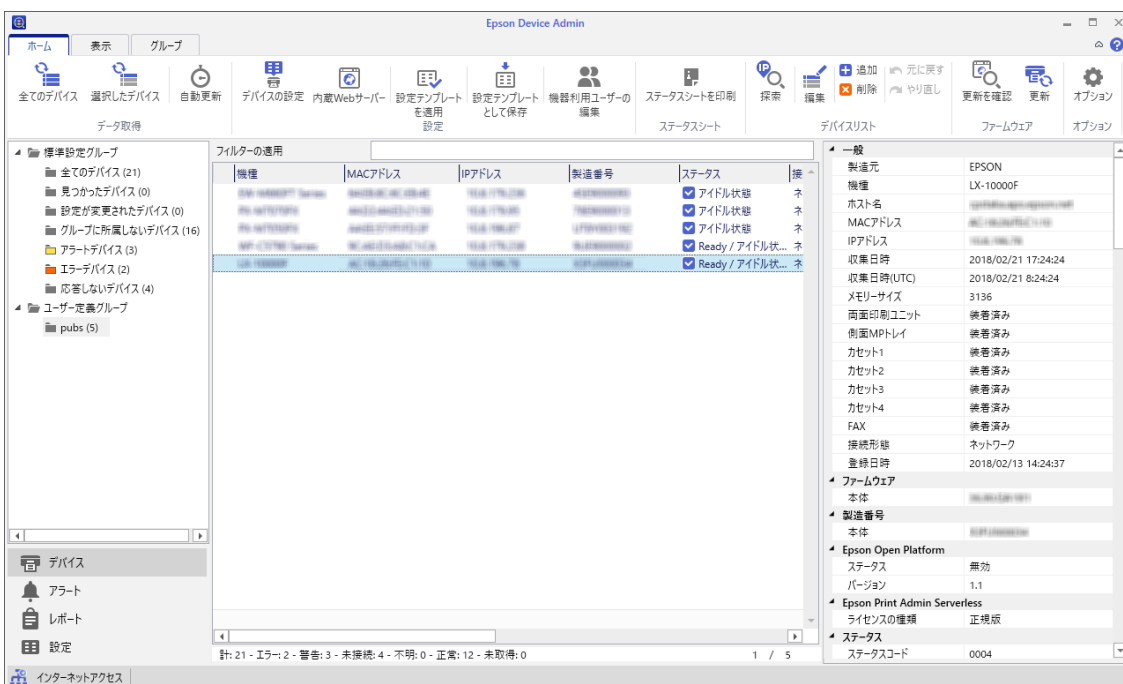 Epson Device Admin
ホーム 表示 グループ
全てのデバイス 選択したデバイス 自動更新 デバイスの設定 内蔵Webサーバー 設定テンプレートを適用 設定テンプレートとして保存 機器利用ユーザーの編集 ステータスシートを印刷 探索 編集 追加 元に戻す 削除 やり直し 更新を確認 更新 オプション
データ取得 設定 ステータスシート デバイスリスト ファームウェア オプション
標準設定グループ
全てのデバイス (21)
見つかったデバイス (0)
設定が変更されたデバイス (0)
グループに所属しないデバイス (16)
アラートデバイス (3)
エラーデバイス (2)
応答しないデバイス (4)
ユーザー定義グループ
pubs (5)
デバイス
アラート
レポート
設定
フィルターの適用
機種 MACアドレス IPアドレス 製造番号 ステータス 接
アイドル状態 ネ
アイドル状態 ネ
アイドル状態 ネ
Ready / アイドル状... ネ
Ready / アイドル状... ネ
計: 21 - エラー: 2 - 警告: 3 - 未接続: 4 - 不明: 0 - 正常: 12 - 未取得: 0 1 / 5
一般
製造元 EPSON
機種 LX-10000F
ホスト名
MACアドレス
IPアドレス
収集日時 2018/02/21 17:24:24
収集日時(UTC) 2018/02/21 8:24:24
メモリーサイズ 3136
両面印刷ユニット 装着済み
側面MPトレイ 装着済み
カセット1 装着済み
カセット2 装着済み
カセット3 装着済み
カセット4 装着済み
FAX 装着済み
接続形態 ネットワーク
登録日時 2018/02/13 14:24:37
ファームウェア
本体
製造番号
本体
Epson Open Platform
ステータス 無効
バージョン 1.1
Epson Print Admin Serverless
ライセンスの種類 正規版
ステータス
ステータスコード 0004
インターネットアクセス